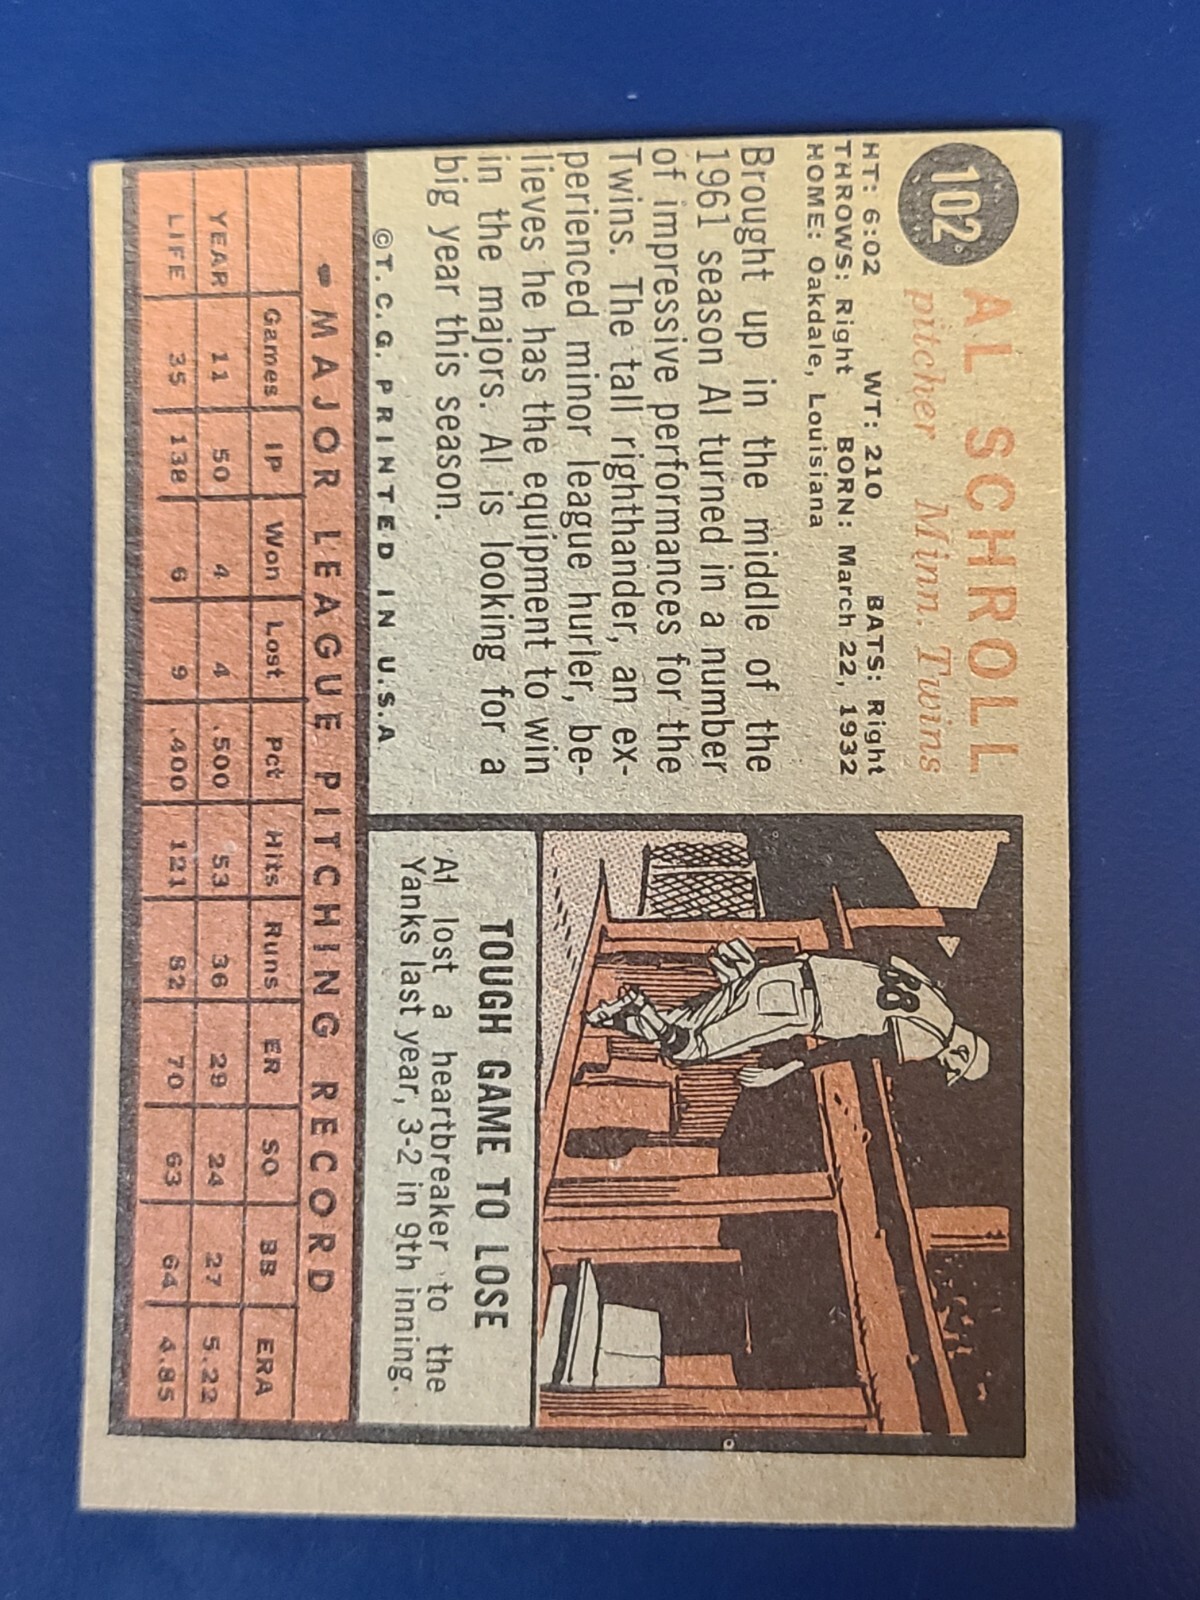 102
AL SCHROLL
pitcher Minn. Twins
HT: 6:02 WT: 210 BATS: Right
THROWS: Right BORN: March 22, 1932
HOME: Oakdale, Louisiana
Brought up in the middle of the
1961 season Al turned in a number
of impressive performances for the
Twins. The tall righthander, an ex-
perienced minor league hurler, be-
lieves he has the equipment to win
in the majors. Al is looking for a
big year this season.
©T.C.G. PRINTED IN U.S.A
38
TOUGH GAME TO LOSE
Al lost a heartbreaker to the
Yanks last year, 3-2 in 9th inning.
MAJOR LEAGUE PITCHING RECORD
Games IP Won Lost Pct Hits Runs ER SO BB ERA
YEAR 11 50 4 4 .500 53 36 29 24 27 5.22
LIFE 35 138 6 9 .400 121 82 70 63 64 4.85